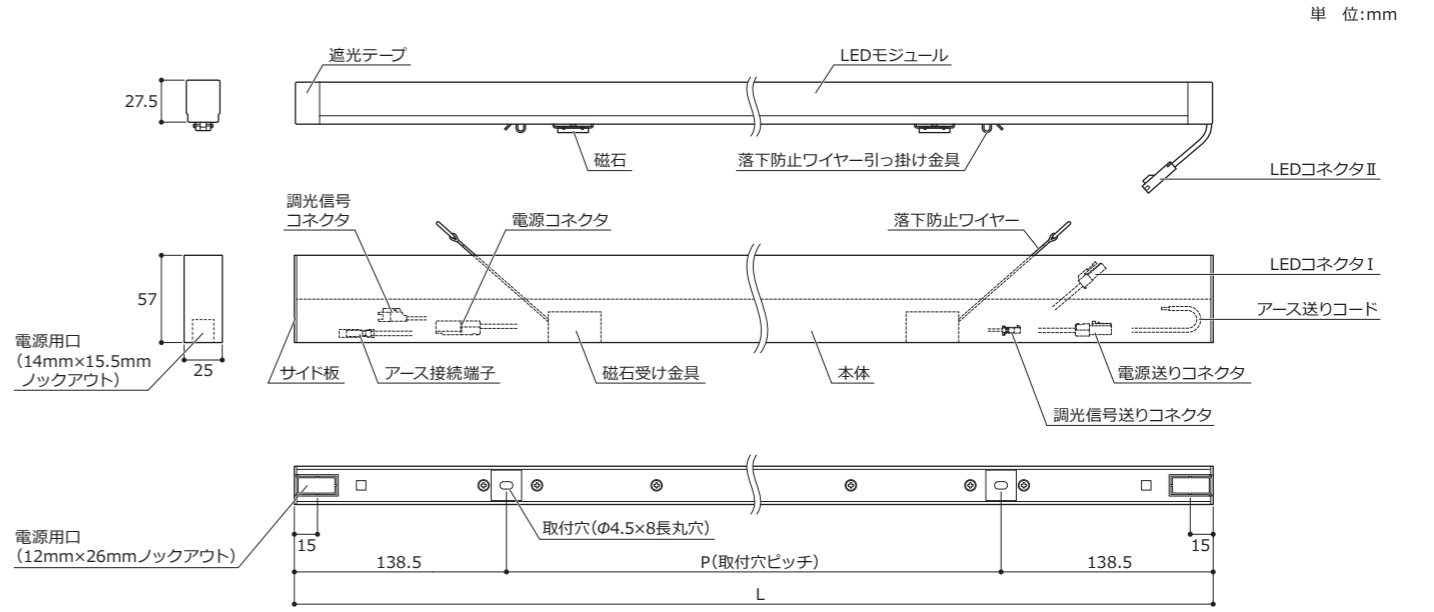 単 位:mm
遮光テープ
LEDモジュール
27.5
磁石
落下防止ワイヤー引っ掛け金具
LEDコネクタⅡ
調光信号
コネクタ
電源コネクタ
落下防止ワイヤー
LEDコネクタⅠ
57
アース送りコード
電源用口
(14mm×15.5mm
ノックアウト)
25
サイド板
アース接続端子
磁石受け金具
本体
電源送りコネクタ
調光信号送りコネクタ
取付穴(Φ4.5×8長丸穴)
電源用口
(12mm×26mmノックアウト)
15
15
138.5
P(取付穴ピッチ)
138.5
L